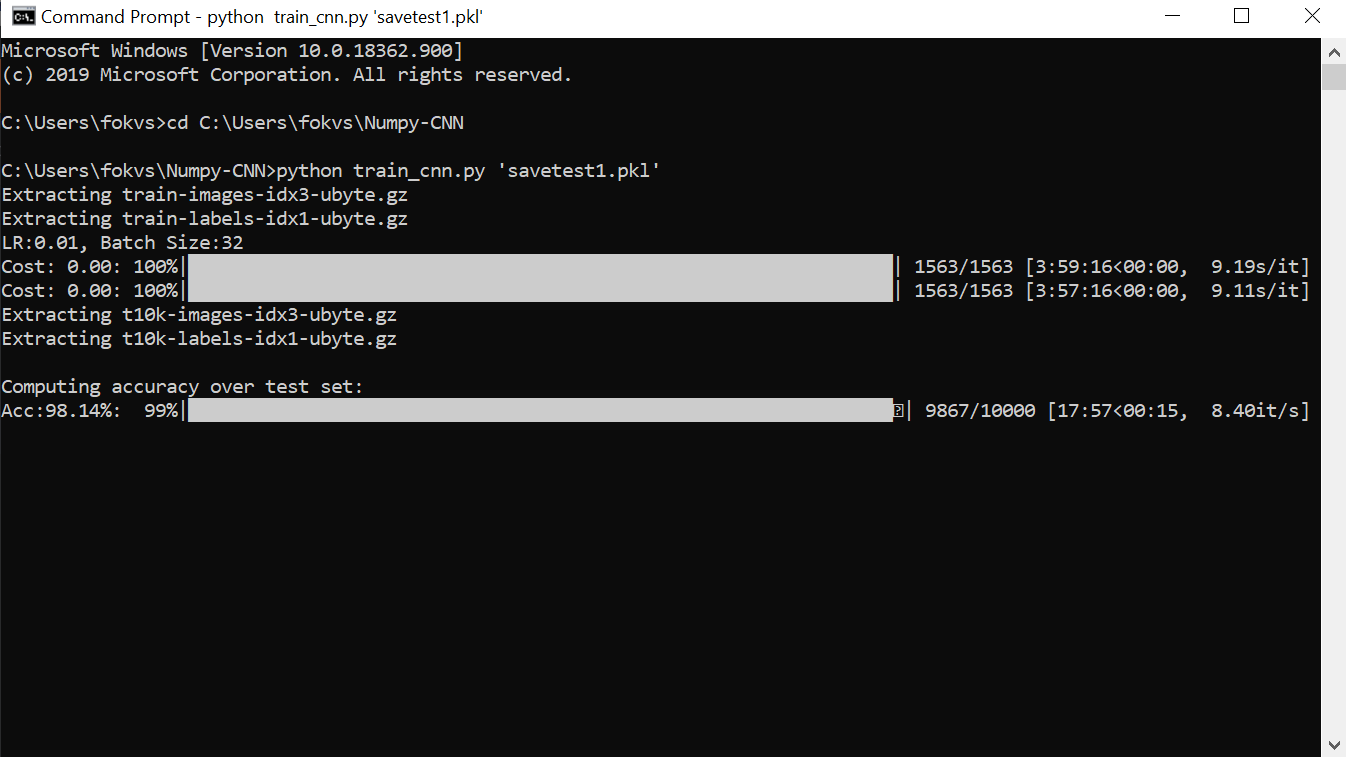 Command Prompt - python  train_cnn.py 'savetest1.pkl'
Microsoft Windows [Version 10.0.18362.900]
(c) 2019 Microsoft Corporation. All rights reserved.
C:\Users\fokvs>cd C:\Users\fokvs\Numpy-CNN
C:\Users\fokvs\Numpy-CNN>python train_cnn.py 'savetest1.pkl'
Extracting train-images-idx3-ubyte.gz
Extracting train-labels-idx1-ubyte.gz
LR:0.01, Batch Size:32
Cost: 0.00: 100%|| 1563/1563 [3:59:16<00:00,  9.19s/it]
Cost: 0.00: 100%|| 1563/1563 [3:57:16<00:00,  9.11s/it]
Extracting t10k-images-idx3-ubyte.gz
Extracting t10k-labels-idx1-ubyte.gz
Computing accuracy over test set:
Acc:98.14%:  99%|| 9867/10000 [17:57<00:15,  8.40it/s]